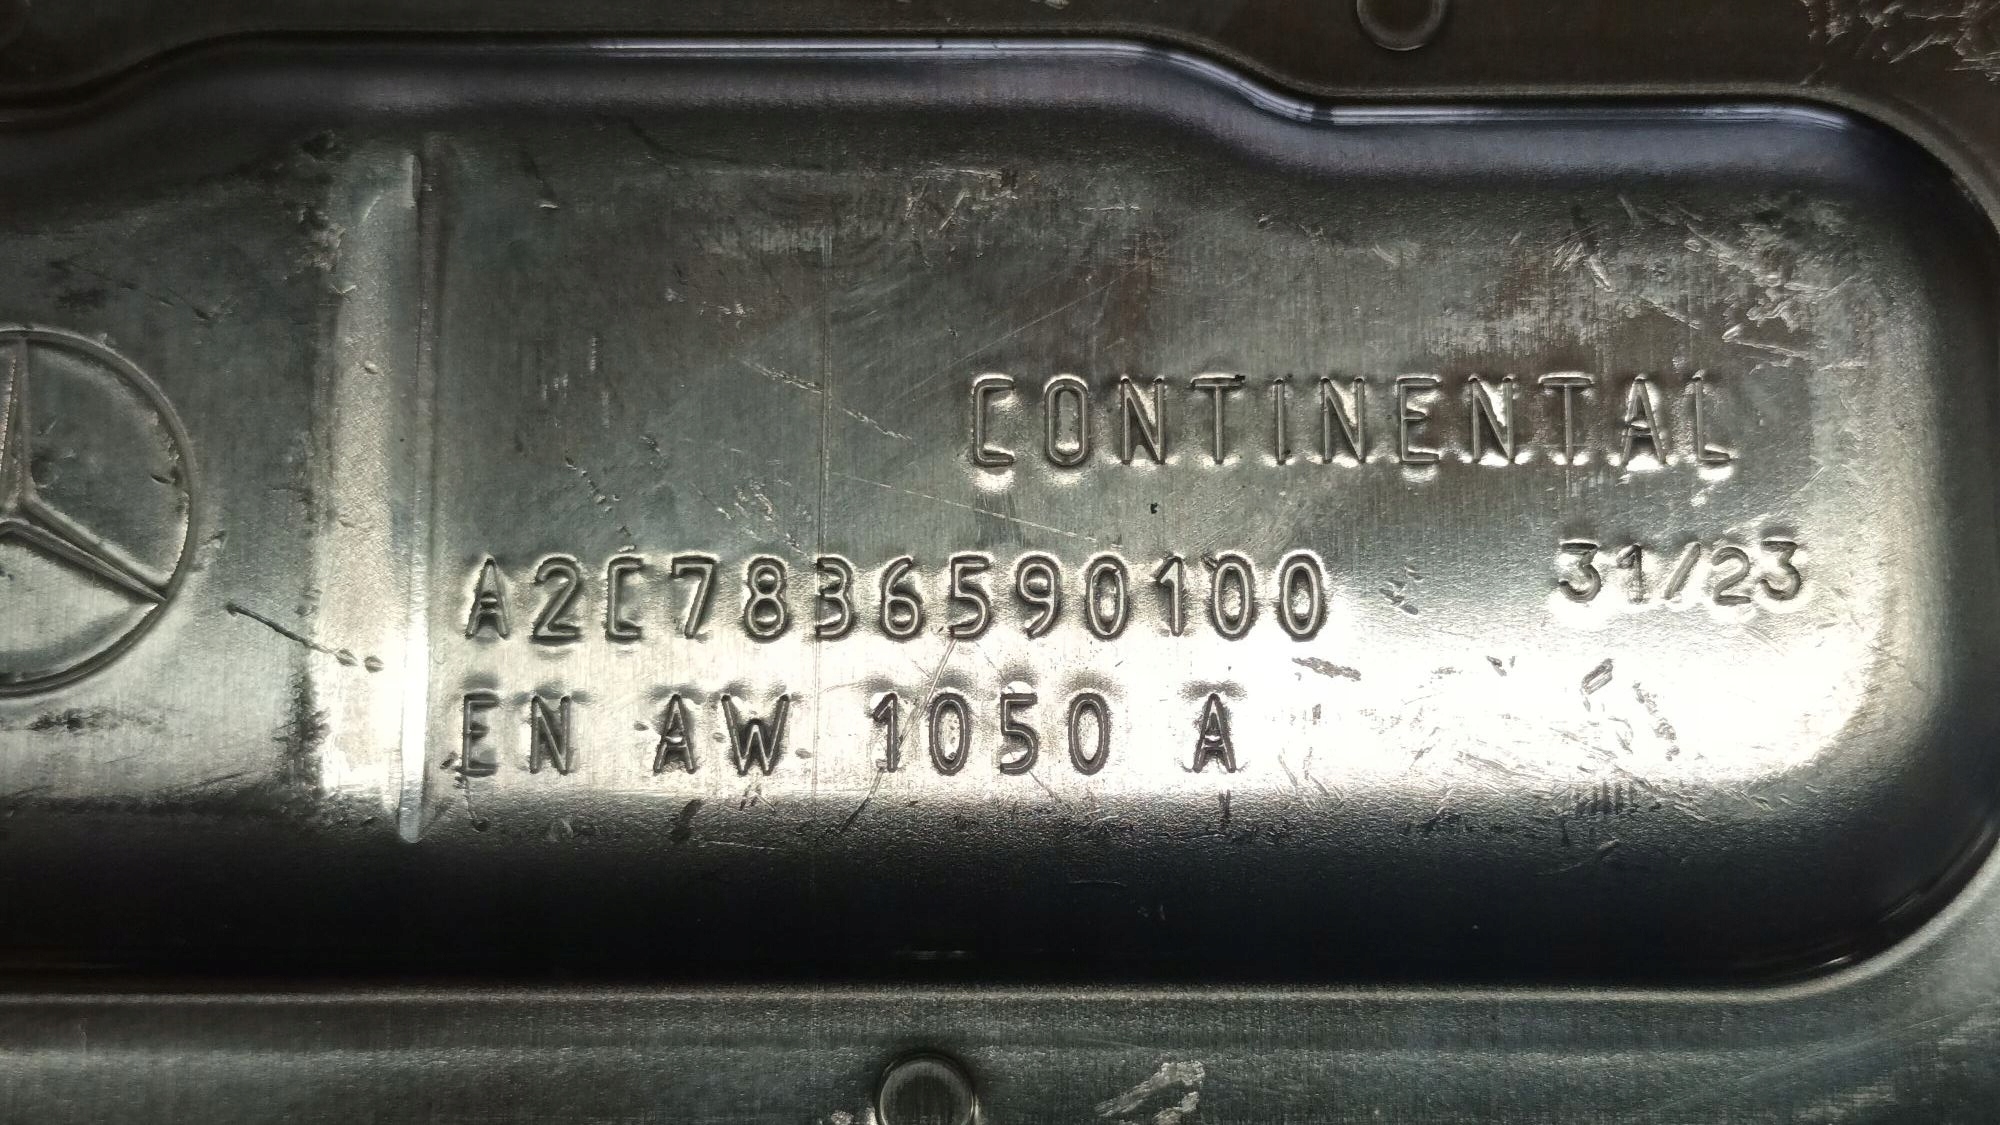 CONTINENTAL
A2C7836590100
31/23
EN AW 1050 A